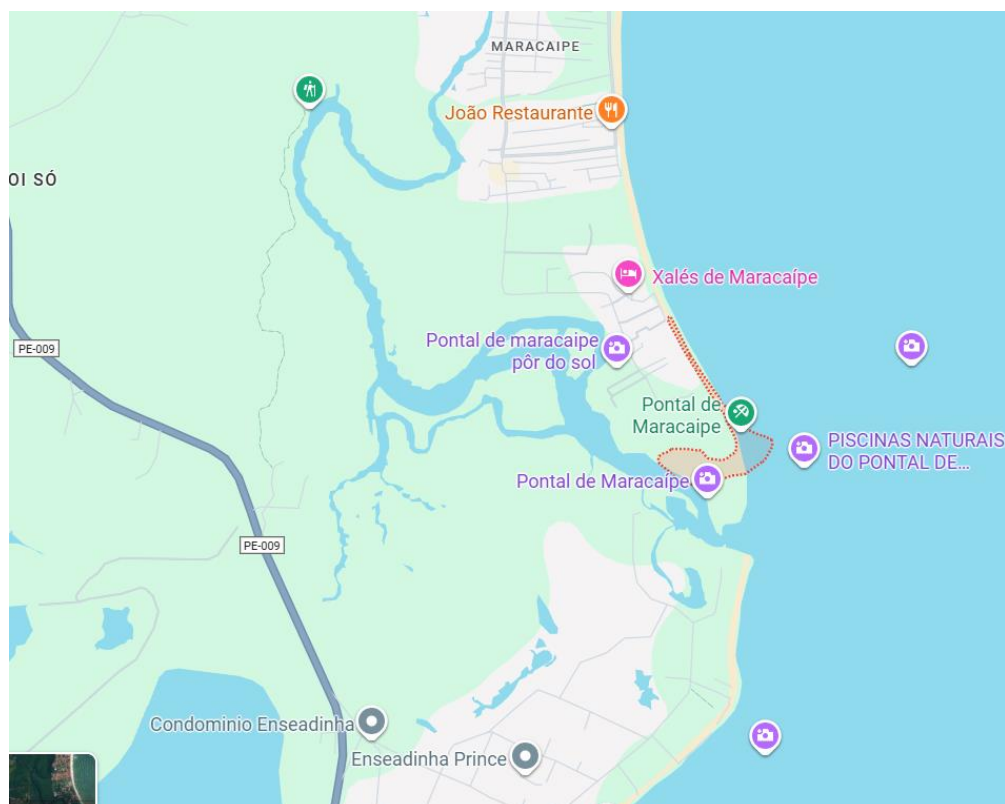 MARACAIPE
João Restaurante
OI SÓ
Xalés de Maracaípe
PE-009
Pontal de maracaipe
pôr do sol
Pontal de
Maracaipe
PISCINAS NATURAIS
DO PONTAL DE...
Pontal de Maracaípe
PE-009
Condominio Enseadinha
Enseadinha Prince